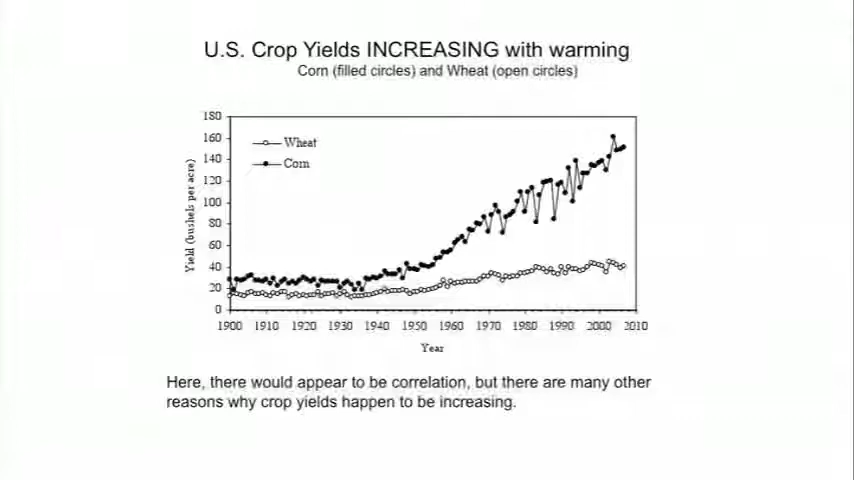 U.S. Crop Yields INCREASING with warming
Corn (filled circles) and Wheat (open circles)
180
160
140
120
100
80
60
40
20
0
Yield (bushels per acre)
Wheat
Corn
1900 1910 1920 1930 1940 1950 1960 1970 1980 1990 2000 2010
Year
Here, there would appear to be correlation, but there are many other
reasons why crop yields happen to be increasing.